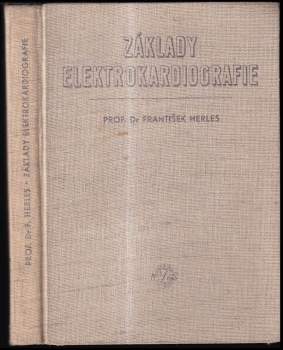 PROF. Dr F. HERLES - ZÁKLADY ELEKTROKARDIOGRAFIE
ZÁKLADY
ELEKTROKARDIOGRAFIE
PROF. Dr FRANTIŠEK HERLES